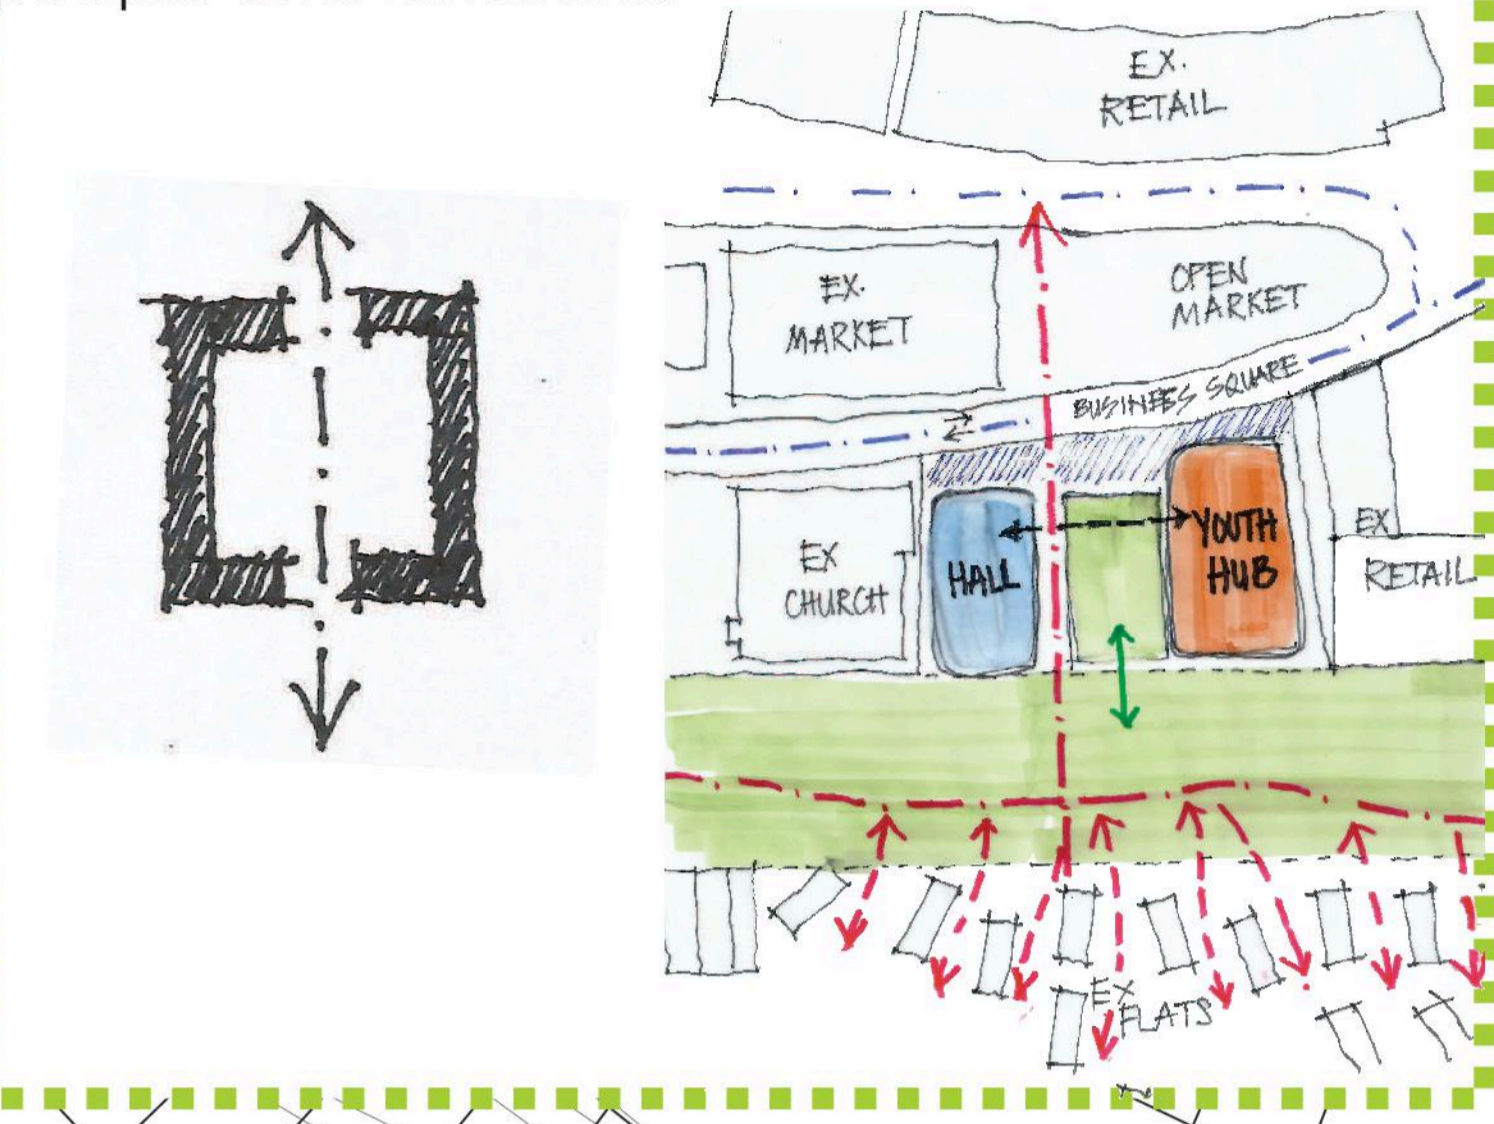 EX.
RETAIL
EX.
MARKET
OPEN
MARKET
BUSINESS SQUARE
EX
CHURCH
HALL
YOUTH
HUB
EX
RETAIL
EX
FLATS